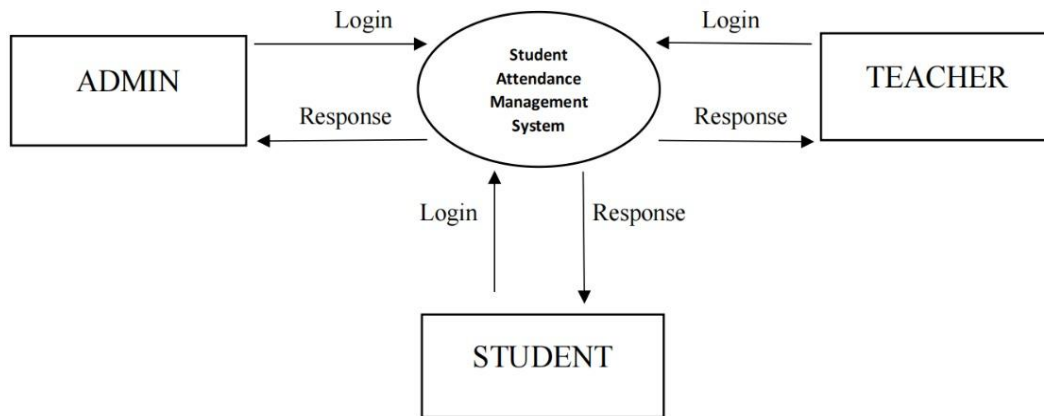 Login
Login
ADMIN
Student
Attendance
Management
System
TEACHER
Response
Response
Login
Response
STUDENT